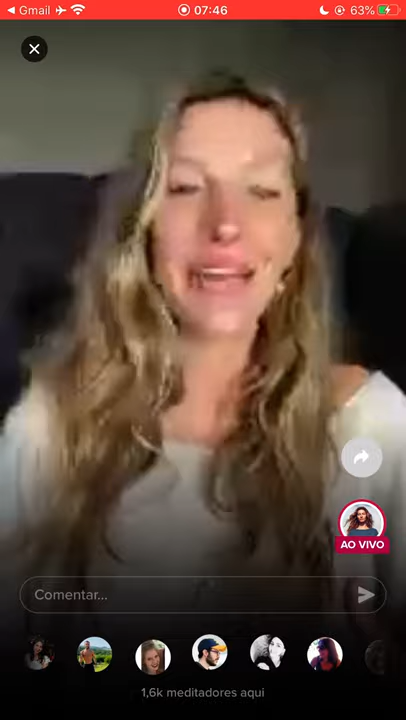 Gmail
07:46
63%
AO VIVO
Comentar...
1,6k meditadores aqui